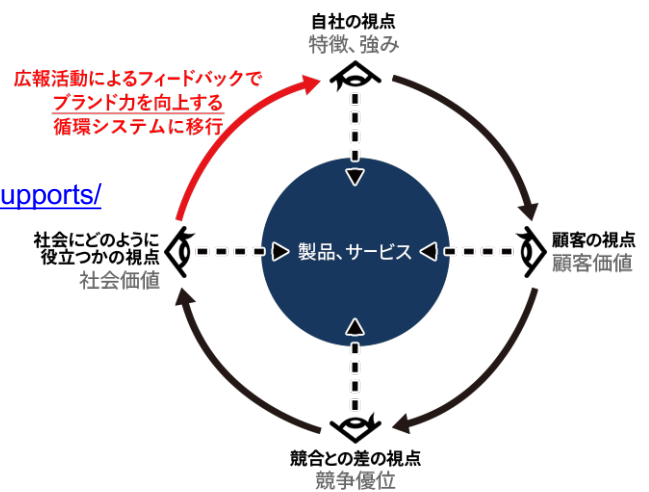 自社の視点
特徴、強み
広報活動によるフィードバックで
ブランド力を向上する
循環システムに移行
upports/
社会にどのように
役立つかの視点
社会価値
製品、サービス
顧客の視点
顧客価値
競合との差の視点
競争優位